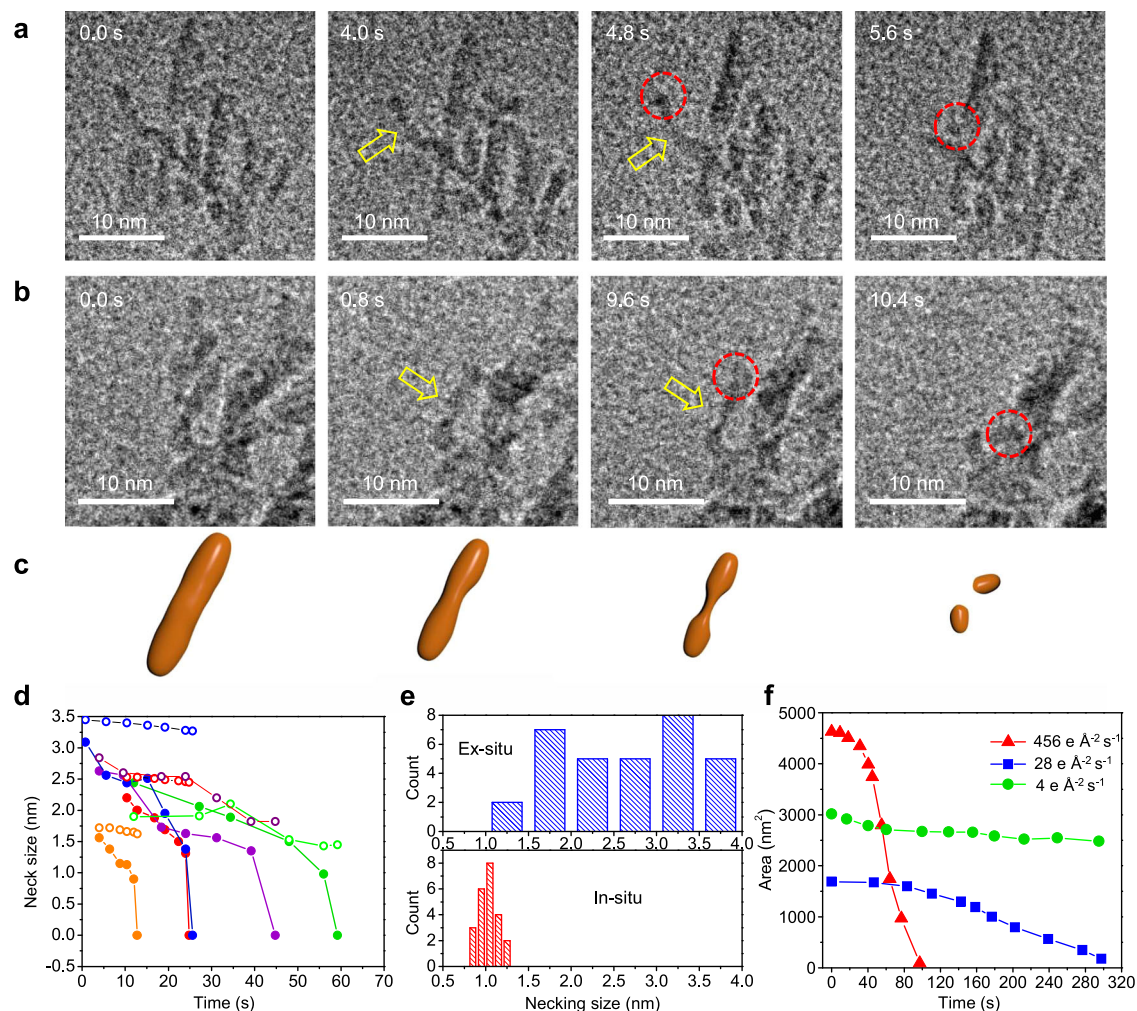 a
0.0 s
4.0 s
4.8 s
5.6 s
10 nm
10 nm
10 nm
10 nm
b
0.0 s
0.8 s
9.6 s
10.4 s
10 nm
10 nm
10 nm
10 nm
c
d
Neck size (nm)
3.5
3.0
2.5
2.0
1.5
1.0
0.5
0.0
−0.5
0 10 20 30 40 50 60 70
Time (s)
e
Ex-situ
Count
8
6
4
2
0
In-situ
Count
8
6
4
2
0
0.5 1.0 1.5 2.0 2.5 3.0 3.5 4.0
Necking size (nm)
f
Area (nm²)
5000
4000
3000
2000
1000
0
456 e Å⁻² s⁻¹
28 e Å⁻² s⁻¹
4 e Å⁻² s⁻¹
0 40 80 120 160 200 240 280 320
Time (s)